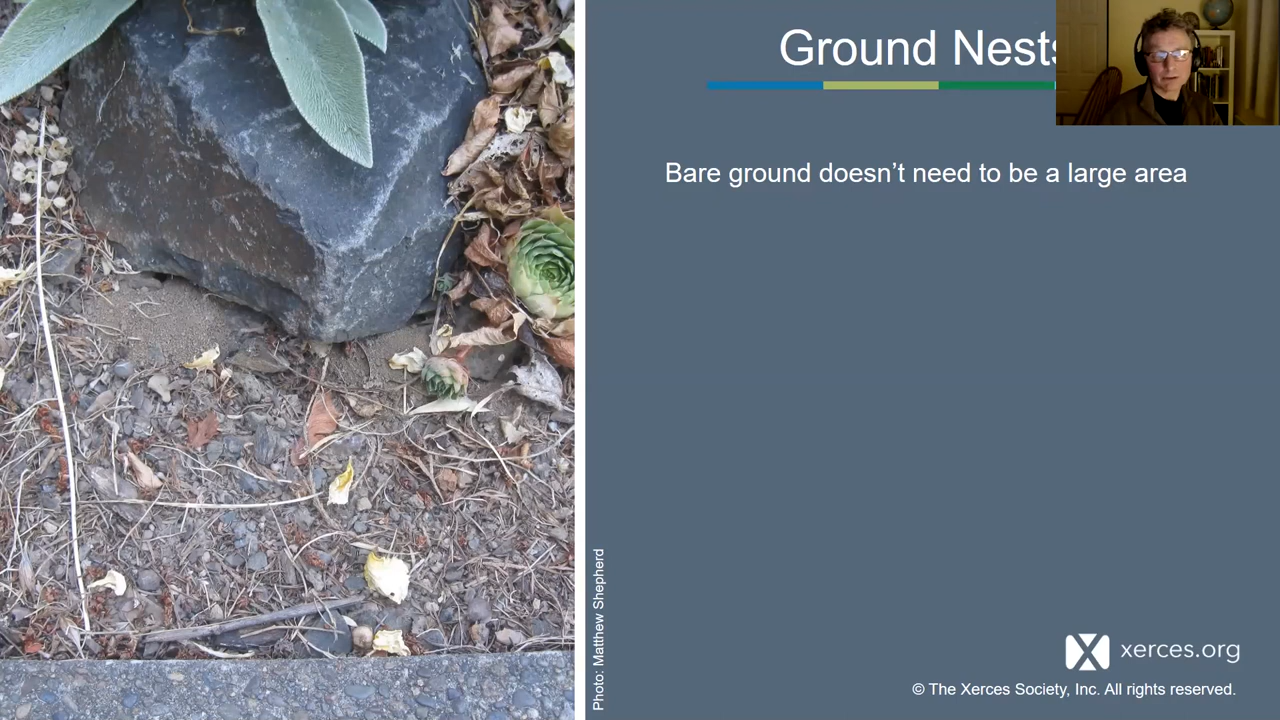 Ground Nests
Bare ground doesn’t need to be a large area
Photo: Matthew Shepherd
xerces.org
© The Xerces Society, Inc. All rights reserved.